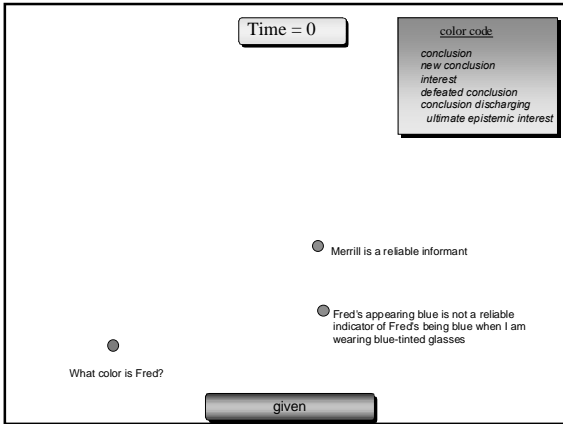 Time = 0
color code
conclusion
new conclusion
interest
defeated conclusion
conclusion discharging
ultimate epistemic interest
Merrill is a reliable informant
Fred's appearing blue is not a reliable
indicator of Fred's being blue when I am
wearing blue-tinted glasses
What color is Fred?
given